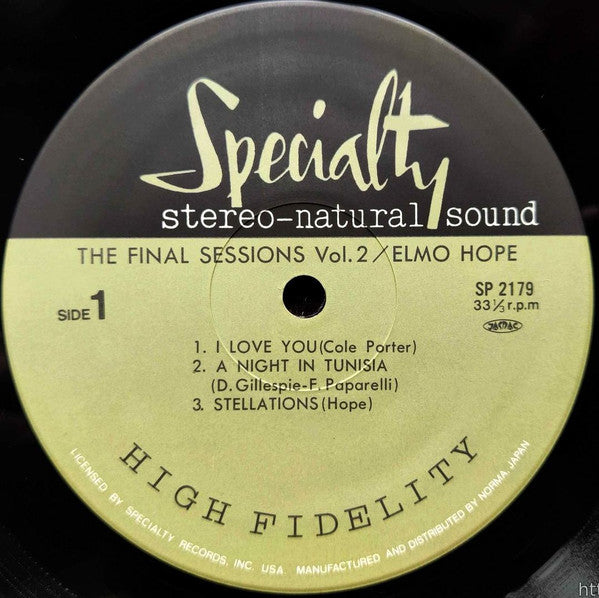 Specialty
stereo-natural sound
THE FINAL SESSIONS Vol.2/ELMO HOPE
SIDE 1
SP 2179
33⅓ r.p.m
JASRAC
1. I LOVE YOU(Cole Porter)
2. A NIGHT IN TUNISIA
(D.Gillespie-F. Paparelli)
3. STELLATIONS(Hope)
HIGH FIDELITY
LICENSED BY SPECIALTY RECORDS, INC. USA. MANUFACTURED AND DISTRIBUTED BY NORMA, JAPAN